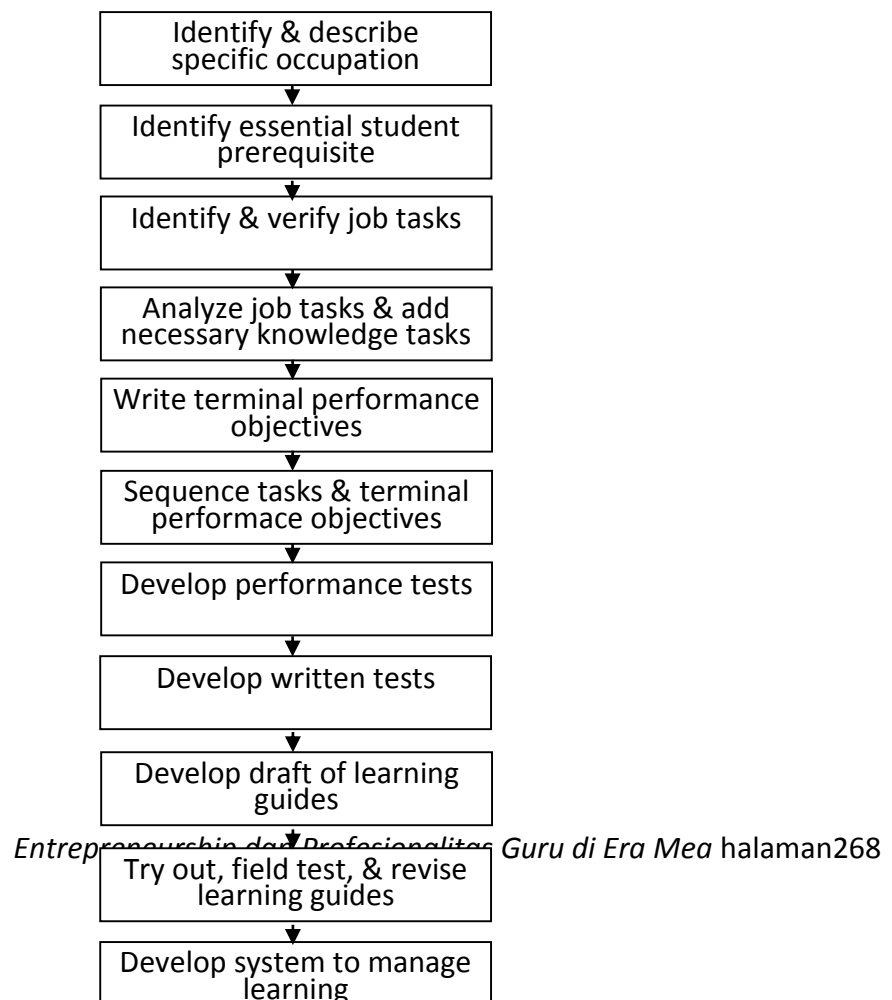 Identify & describe
specific occupation
Identify essential student
prerequisite
Identify & verify job tasks
Analyze job tasks & add
necessary knowledge tasks
Write terminal performance
objectives
Sequence tasks & terminal
performace objectives
Develop performance tests
Develop written tests
Develop draft of learning
guides
Entrepreneurship dan Profesionalitas Guru di Era Mea halaman268
Try out, field test, & revise
learning guides
Develop system to manage
learning